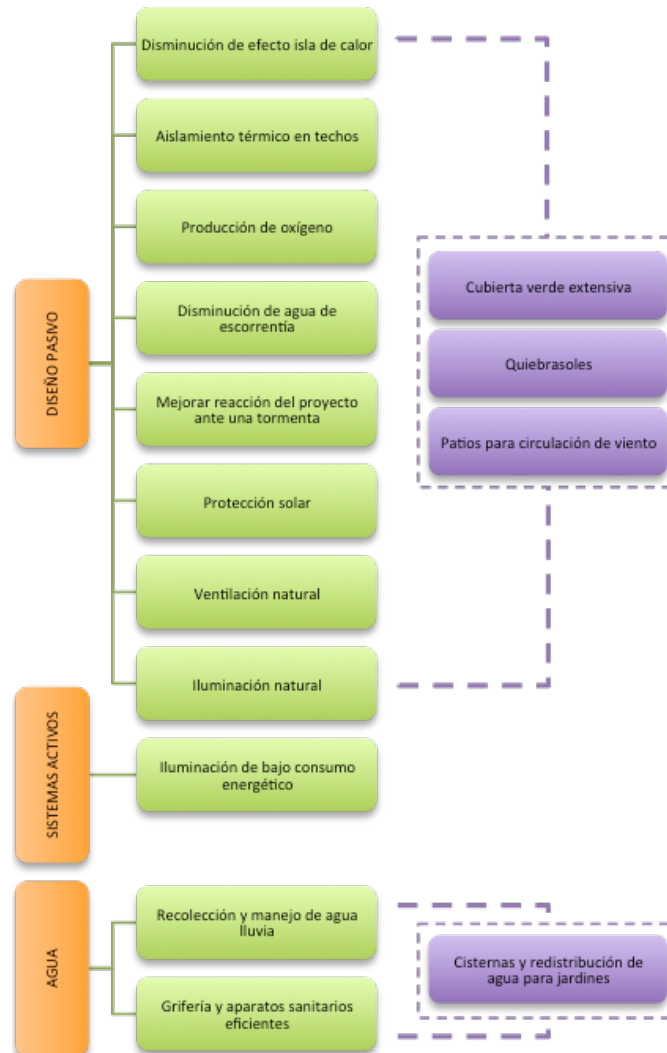 DISEÑO PASIVO
Disminución de efecto isla de calor
Aislamiento térmico en techos
Producción de oxígeno
Disminución de agua de
escorrentía
Mejorar reacción del proyecto
ante una tormenta
Protección solar
Ventilación natural
Iluminación natural
Cubierta verde extensiva
Quiebrasoles
Patios para circulación de viento
SISTEMAS ACTIVOS
Iluminación de bajo consumo
energético
AGUA
Recolección y manejo de agua
lluvia
Grifería y aparatos sanitarios
eficientes
Cisternas y redistribución de
agua para jardines